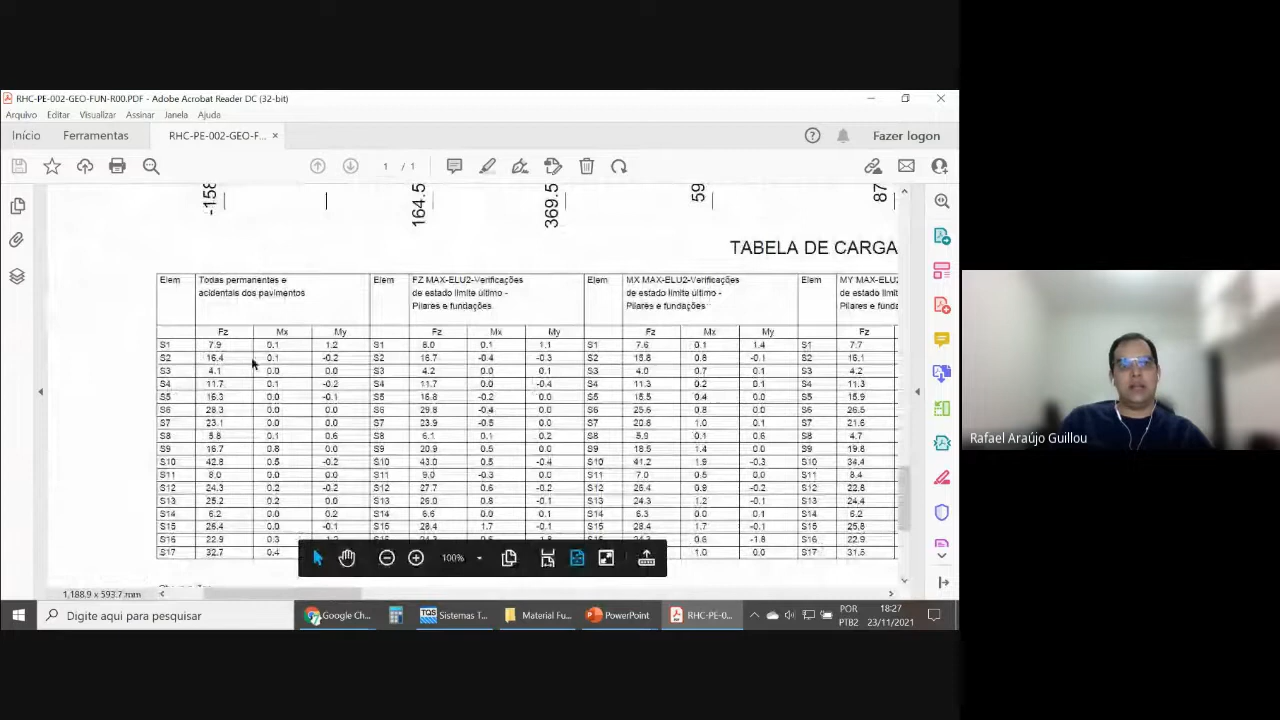 RHC-PE-002-GEO-FUN-R00.PDF - Adobe Acrobat Reader DC (32-bit)
Arquivo Editar Visualizar Assinar Janela Ajuda
Início Ferramentas RHC-PE-002-GEO-F... × Fazer logon
1 / 1
-158 164.5 369.5 59 87
TABELA DE CARGA
Elem Todas permanentes e Elem FZ MAX-ELU2-Verificações Elem MX MAX-ELU2-Verificações Elem MY MAX-EL
acidentais dos pavimentos de estado limite último - de estado limite último - de estado l
Pilares e fundações Pilares e fundações Pilares e f
Fz Mx My Fz Mx My Fz Mx My Fz
S1 7.9 0.1 1.2 S1 8.0 0.1 1.1 S1 7.6 0.1 1.4 S1 7.7
S2 16.4 0.1 -0.2 S2 16.7 -0.4 -0.3 S2 15.8 0.8 -0.1 S2 16.1
S3 4.1 0.0 0.0 S3 4.2 0.0 0.1 S3 4.0 0.7 0.1 S3 4.2
S4 11.7 0.1 -0.2 S4 11.7 0.0 -0.4 S4 11.3 0.2 0.1 S4 11.3
S5 16.3 0.0 -0.1 S5 16.8 -0.2 0.0 S5 15.5 0.4 0.0 S5 15.9
S6 28.3 0.0 0.0 S6 29.8 -0.4 0.0 S6 25.6 0.8 0.0 S6 26.5
S7 23.1 0.0 0.0 S7 23.9 -0.5 0.0 S7 20.8 1.0 0.1 S7 21.6
S8 5.8 0.1 0.6 S8 6.1 0.1 0.2 S8 5.9 0.1 0.6 S8 4.7
S9 16.7 0.8 0.0 S9 20.9 0.5 0.0 S9 18.5 1.4 0.0 S9 19.8
S10 42.8 0.5 -0.2 S10 43.0 0.5 -0.4 S10 41.2 1.9 -0.3 S10 34.4
S11 8.0 0.0 0.0 S11 9.0 -0.3 0.0 S11 7.0 0.5 0.0 S11 8.4
S12 24.3 0.2 -0.2 S12 27.7 0.6 -0.2 S12 26.4 0.9 -0.2 S12 22.8
S13 25.2 0.2 0.0 S13 26.0 0.8 -0.1 S13 24.3 1.2 -0.1 S13 24.4
S14 6.2 0.0 0.2 S14 6.6 0.0 0.1 S14 6.3 0.0 0.1 S14 6.2
S15 26.4 0.0 -0.1 S15 28.4 1.7 -0.1 S15 28.4 1.7 -0.1 S15 25.8
S16 22.9 0.3 0.6 -1.8 S16 22.9
S17 32.7 0.4 1.0 0.0 S17 31.5
100%
1,188.9 x 593.7 mm
Digite aqui para pesquisar Google Ch... Sistemas T... Material Fu... PowerPoint RHC-PE-0... POR 18:27
PTB2 23/11/2021
Rafael Araújo Guillou